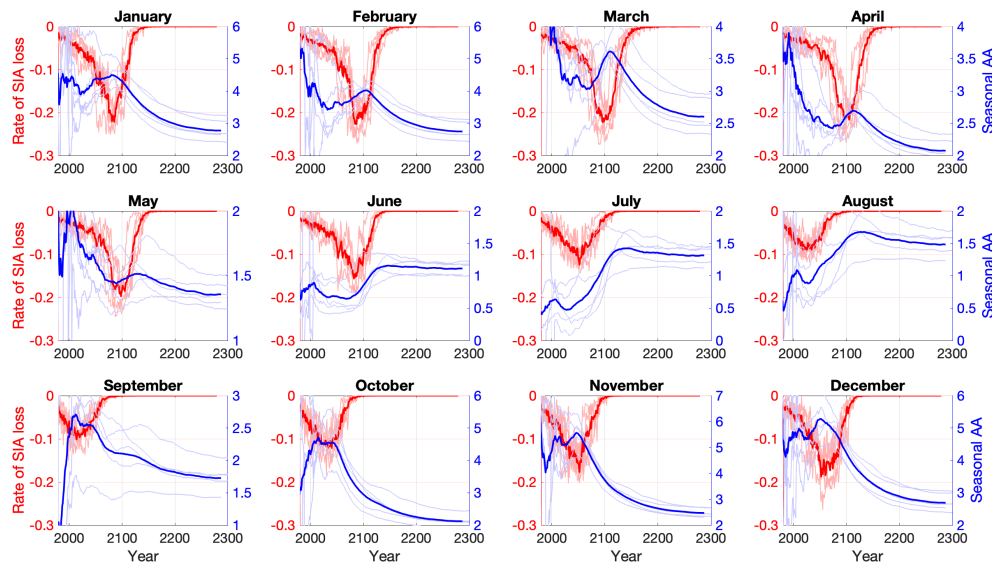 January February March April
0 6 0 6 0 4 0 4
Rate of SIA loss -0.1 5 -0.1 5 -0.1 3.5 -0.1 3.5 Seasonal AA
4 4 3 3
-0.2 3 -0.2 3 -0.2 2.5 -0.2 2.5
-0.3 2 -0.3 2 -0.3 2 -0.3 2
2000 2100 2200 2300 2000 2100 2200 2300 2000 2100 2200 2300 2000 2100 2200 2300
May June July August
0 2 0 2 0 2 0 2
Rate of SIA loss -0.1 1.5 -0.1 1.5 -0.1 1.5 -0.1 1.5 Seasonal AA
1 1 1
-0.2 -0.2 0.5 -0.2 0.5 -0.2 0.5
-0.3 1 -0.3 0 -0.3 0 -0.3 0
2000 2100 2200 2300 2000 2100 2200 2300 2000 2100 2200 2300 2000 2100 2200 2300
September October November December
0 3 0 6 0 7 0 6
Rate of SIA loss -0.1 2.5 -0.1 5 -0.1 6 -0.1 5 Seasonal AA
2 4 5 4
-0.2 1.5 -0.2 3 -0.2 4 -0.2 3
3
-0.3 1 -0.3 2 -0.3 2 -0.3 2
2000 2100 2200 2300 2000 2100 2200 2300 2000 2100 2200 2300 2000 2100 2200 2300
Year Year Year Year